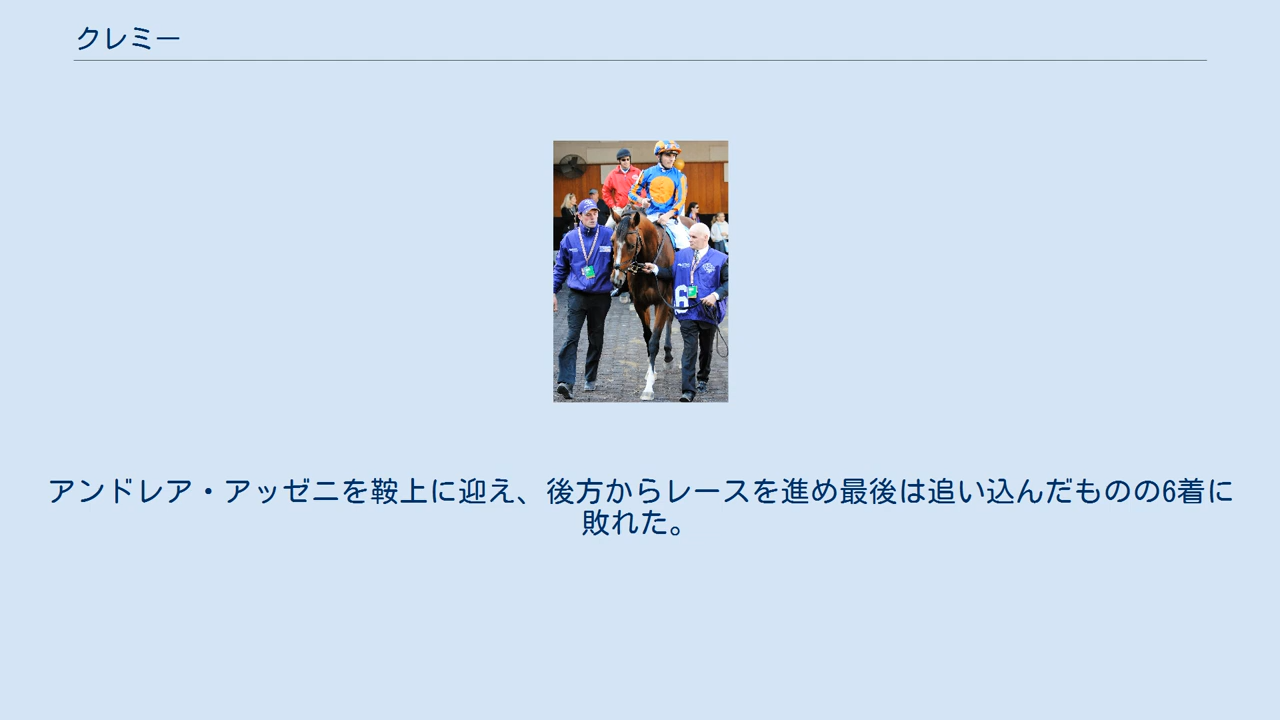 クレミー
6
アンドレア・アッゼニを鞍上に迎え、後方からレースを進め最後は追い込んだものの6着に
敗れた。